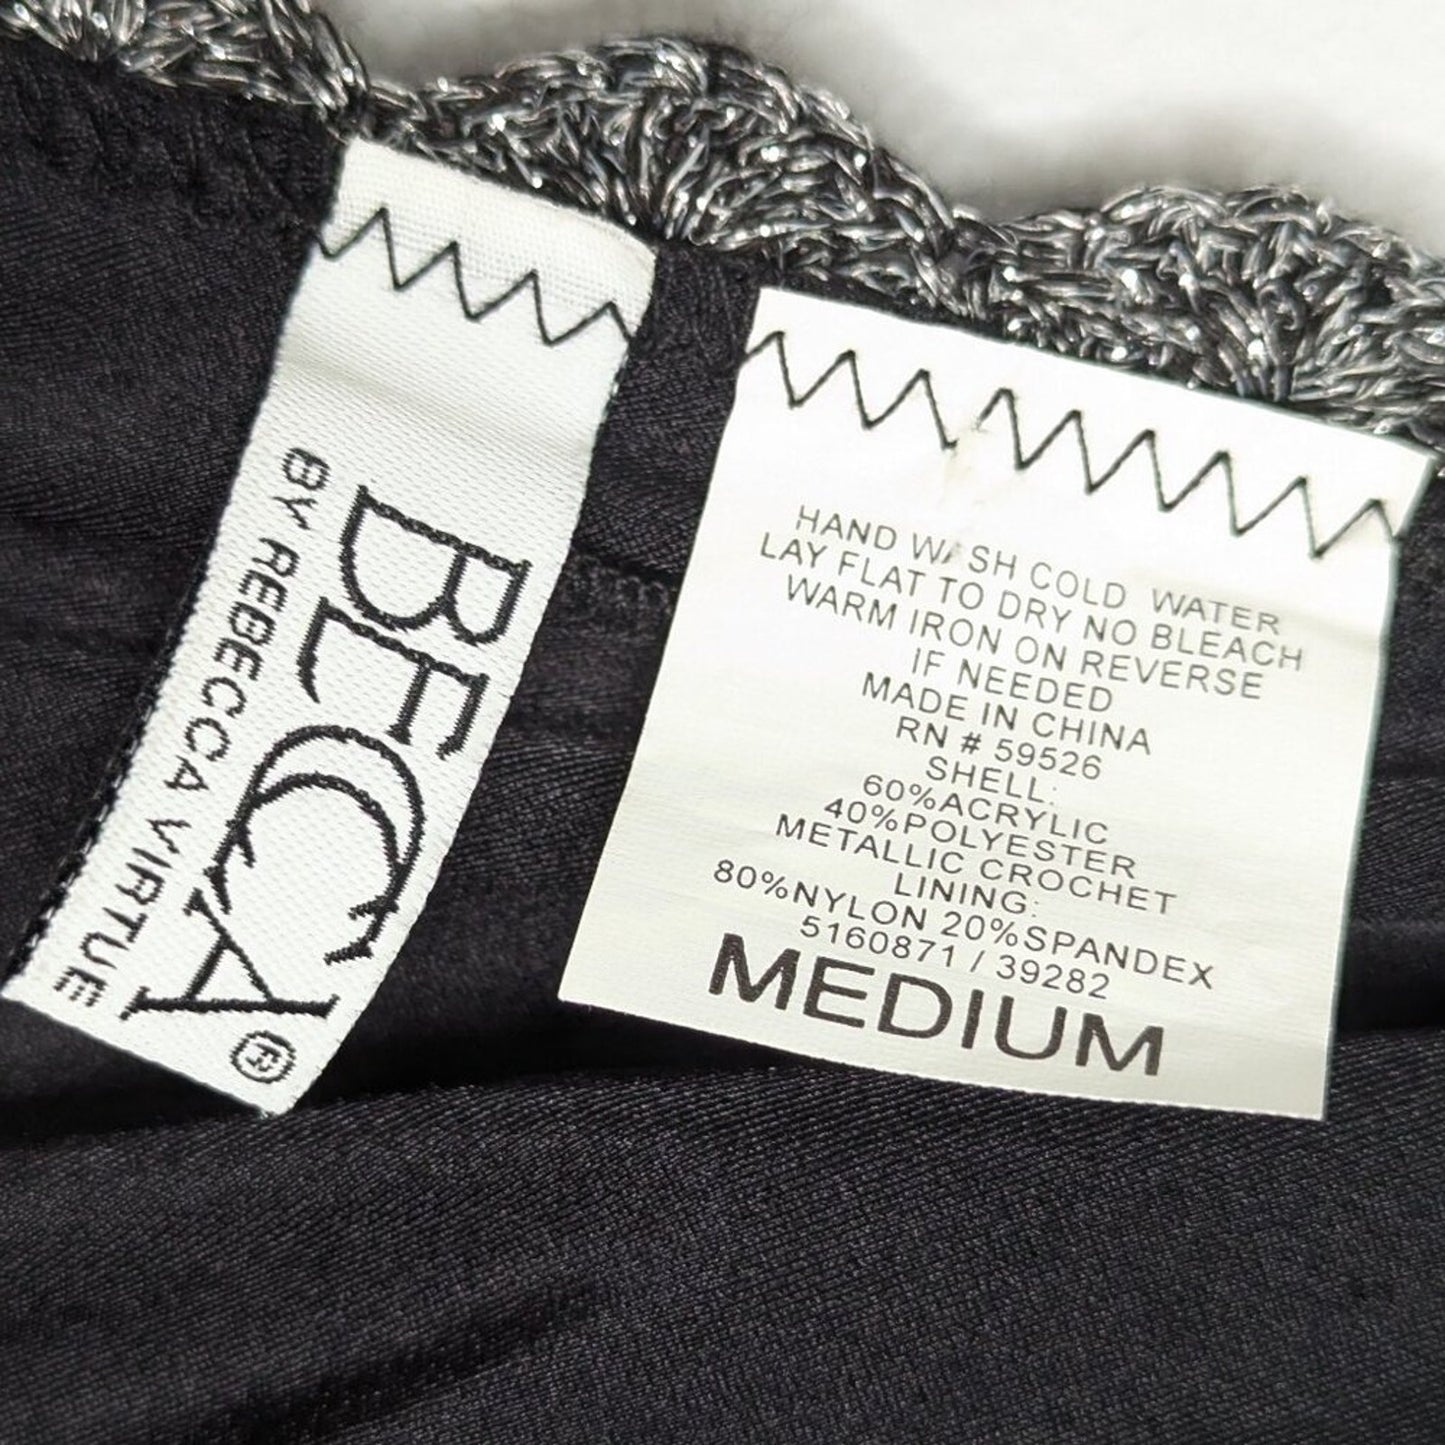 BECCA®
BY REBECCA VIRTUE
HAND WASH COLD WATER
LAY FLAT TO DRY NO BLEACH
WARM IRON ON REVERSE
IF NEEDED
MADE IN CHINA
RN # 59526
SHELL:
60%ACRYLIC
40%POLYESTER
METALLIC CROCHET
LINING:
80%NYLON 20%SPANDEX
5160871 / 39282
MEDIUM